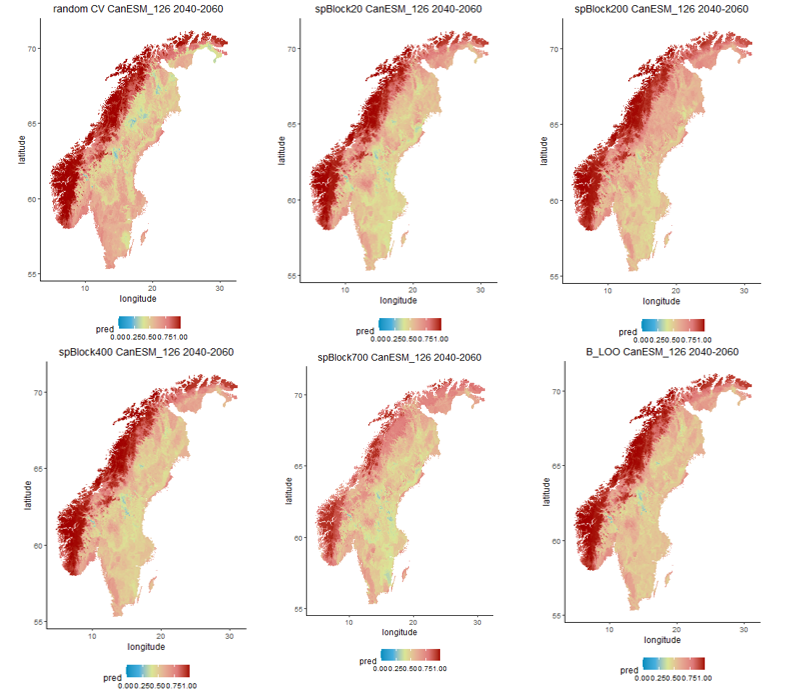 random CV CanESM_126 2040-2060
spBlock20 CanESM_126 2040-2060
spBlock200 CanESM_126 2040-2060
70
65
60
55
latitude
10
20
30
longitude
pred
0.000.250.500.751.00
70
65
60
55
latitude
10
20
30
longitude
pred
0.000.250.500.751.00
70
65
60
55
latitude
10
20
30
longitude
pred
0.000.250.500.751.00
spBlock400 CanESM_126 2040-2060
spBlock700 CanESM_126 2040-2060
B_LOO CanESM_126 2040-2060
70
65
60
55
latitude
10
20
30
longitude
pred
0.000.250.500.751.00
70
65
60
55
latitude
10
20
30
longitude
pred
0.000.250.500.751.00
70
65
60
55
latitude
10
20
30
longitude
pred
0.000.250.500.751.00